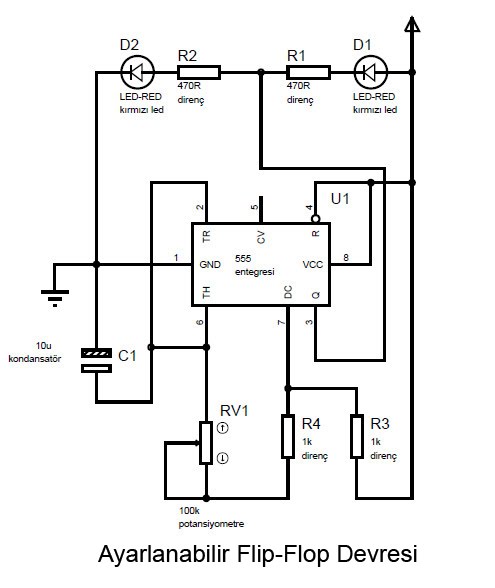 D2
R2
R1
D1
LED-RED
kırmızı led
470R
direnç
470R
direnç
LED-RED
kırmızı led
2
5
4
U1
TR
CV
R
1
GND
555
entegresi
VCC
8
TH
DC
Q
6
7
3
10u
kondansatör
C1
RV1
R4
1k
direnç
R3
1k
direnç
100k
potansiyometre
Ayarlanabilir Flip-Flop Devresi